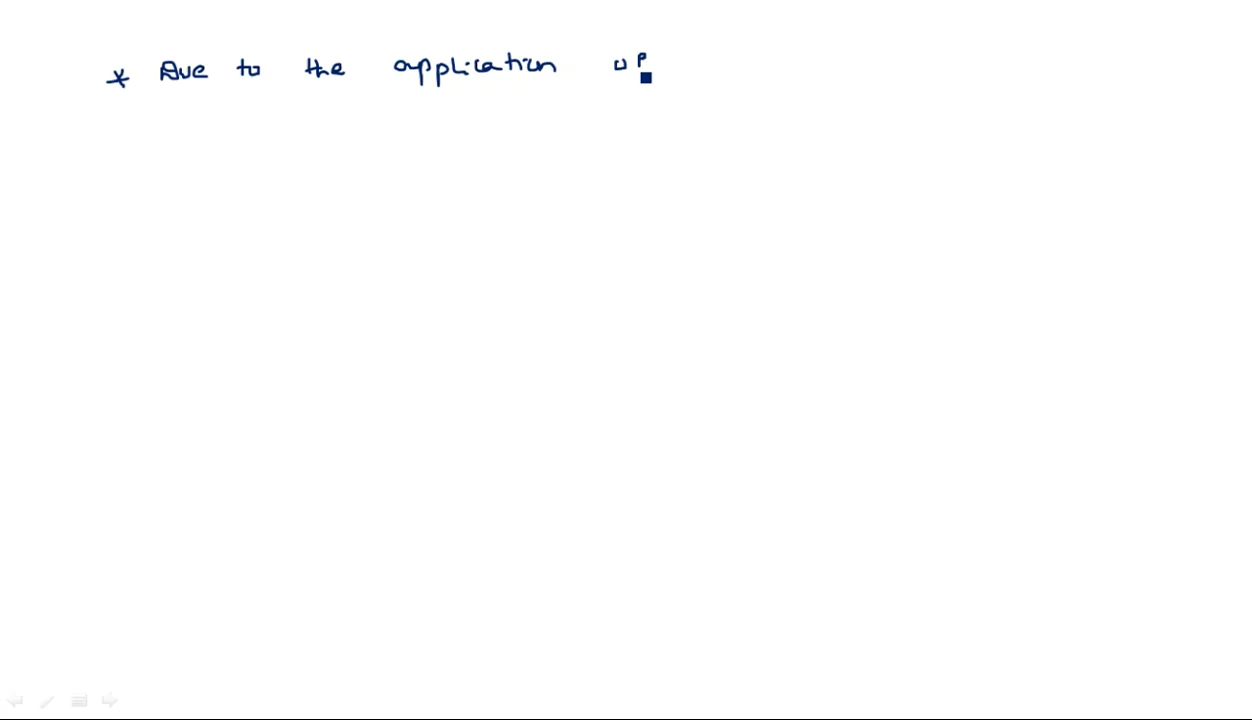 * Due to the application of